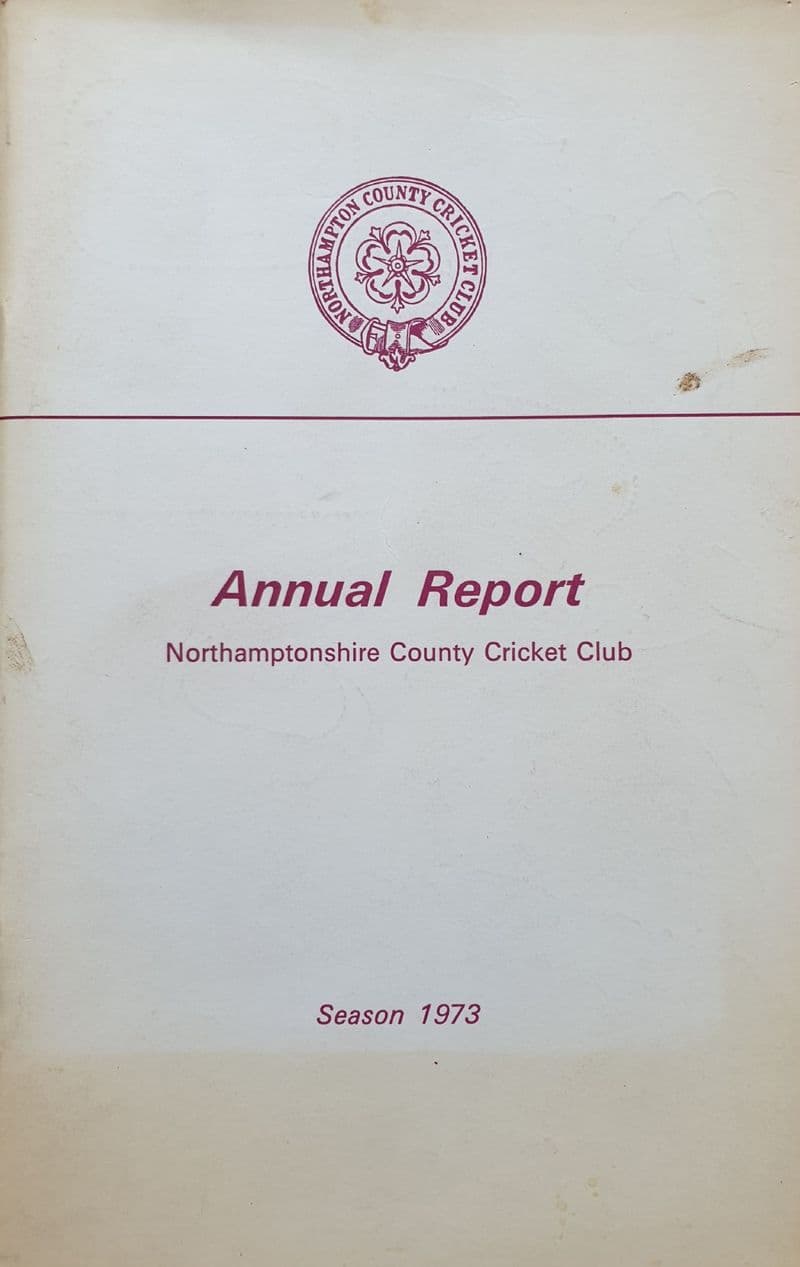 NORTHAMPTON COUNTY CRICKET CLUB
Annual Report
Northamptonshire County Cricket Club
Season 1973